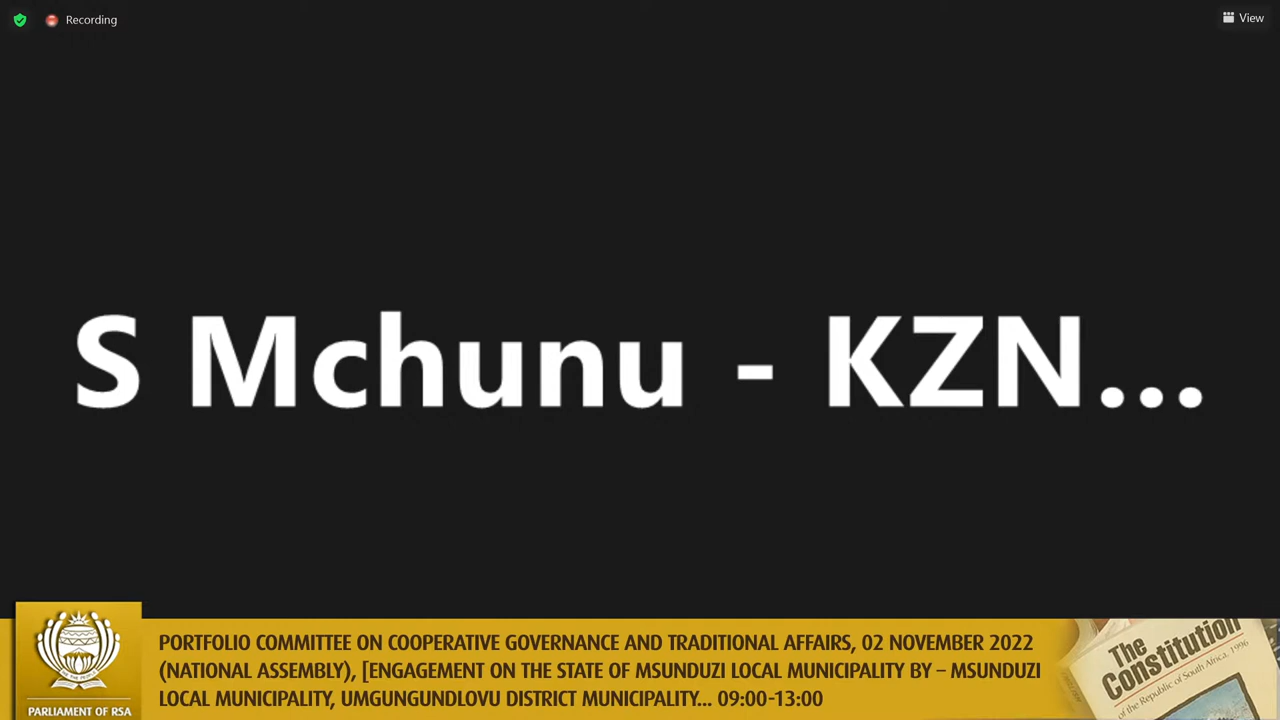 Recording
View
S Mchunu - KZN...
PORTFOLIO COMMITTEE ON COOPERATIVE GOVERNANCE AND TRADITIONAL AFFAIRS, 02 NOVEMBER 2022
(NATIONAL ASSEMBLY), [ENGAGEMENT ON THE STATE OF MSUNDUZI LOCAL MUNICIPALITY BY – MSUNDUZI
LOCAL MUNICIPALITY, UMGUNGUNDLOVU DISTRICT MUNICIPALITY... 09:00-13:00
PARLIAMENT OF RSA
The
Constitution
of the Republic of South Africa, 1996